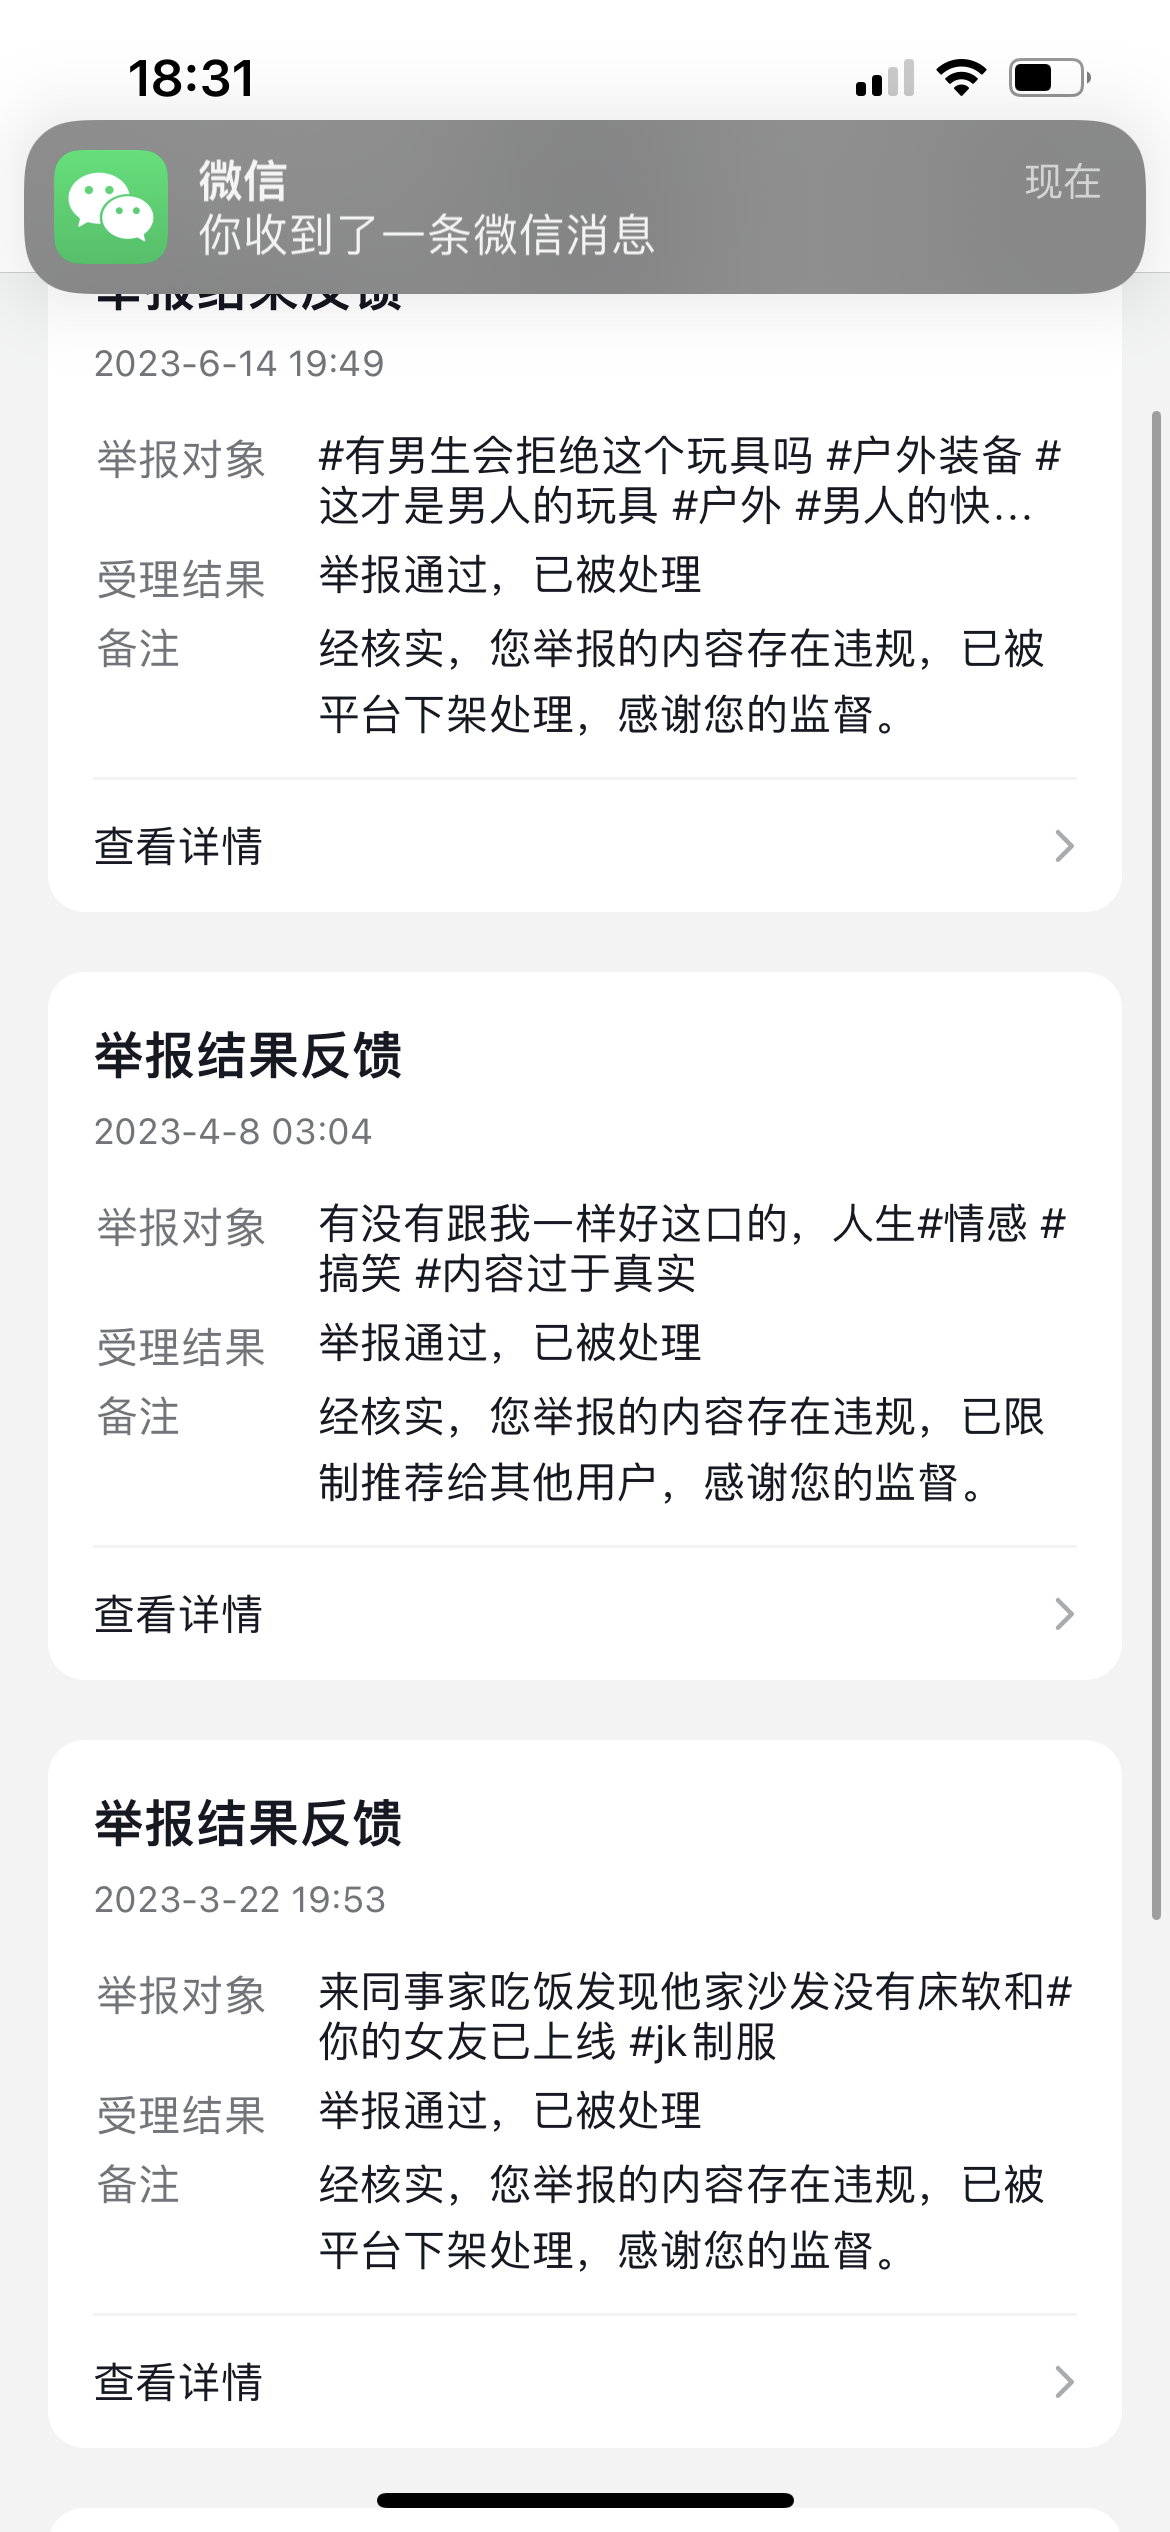 18:31
微信
现在
你收到了一条微信消息
举报结果反馈
2023-6-14 19:49
举报对象
#有男生会拒绝这个玩具吗 #户外装备 #
这才是男人的玩具 #户外 #男人的快...
受理结果
举报通过，已被处理
备注
经核实，您举报的内容存在违规，已被
平台下架处理，感谢您的监督。
查看详情
举报结果反馈
2023-4-8 03:04
举报对象
有没有跟我一样好这口的，人生#情感 #
搞笑 #内容过于真实
受理结果
举报通过，已被处理
备注
经核实，您举报的内容存在违规，已限
制推荐给其他用户，感谢您的监督。
查看详情
举报结果反馈
2023-3-22 19:53
举报对象
来同事家吃饭发现他家沙发没有床软和#
你的女友已上线 #jk制服
受理结果
举报通过，已被处理
备注
经核实，您举报的内容存在违规，已被
平台下架处理，感谢您的监督。
查看详情